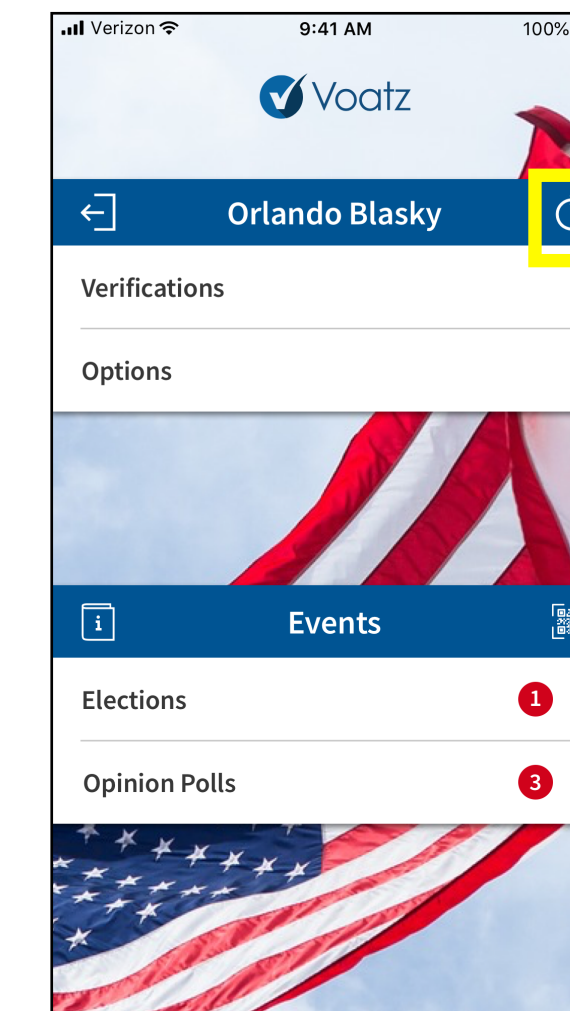 Verizon 9:41 AM 100%
Voatz
Orlando Blasky
Verifications
Options
Events
Elections 1
Opinion Polls 3